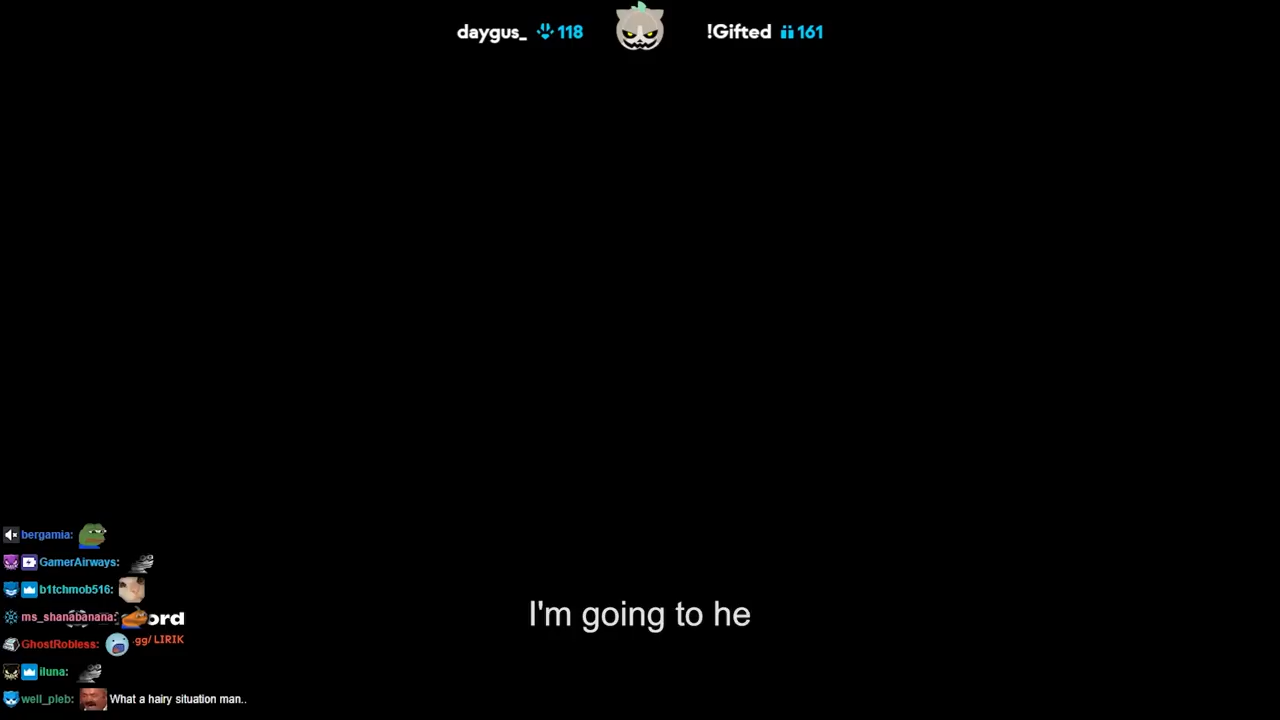 daygus_ 118 !Gifted 161
bergamia:
GamerAirways:
b1tchmob516:
ms_shanabanana: ord
GhostRobless: .gg/ LIRIK
iluna:
well_pleb: What a hairy situation man..
I'm going to he